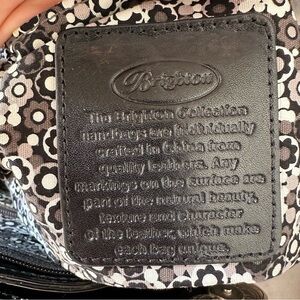 Brighton
The Brighton Collection
handbags are individually
crafted in China from
quality leathers. Any
markings on the surface are
part of the natural beauty,
texture and character
of the leather, which make
each bag unique.